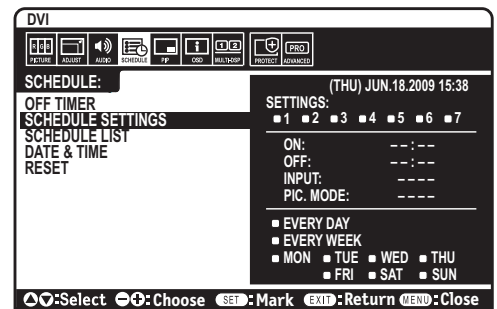 DVI
RGB 12 PRO
PICTURE ADJUST AUDIO SCHEDULE PIP OSD MULTI-DSP PROTECT ADVANCED
SCHEDULE:
OFF TIMER
SCHEDULE SETTINGS
SCHEDULE LIST
DATE & TIME
RESET
(THU) JUN.18.2009 15:38
SETTINGS:
1 2 3 4 5 6 7
ON: --:--
OFF: --:--
INPUT: ----
PIC. MODE: ----
EVERY DAY
EVERY WEEK
MON TUE WED THU
FRI SAT SUN
Select Choose SET:Mark EXIT:Return MENU:Close